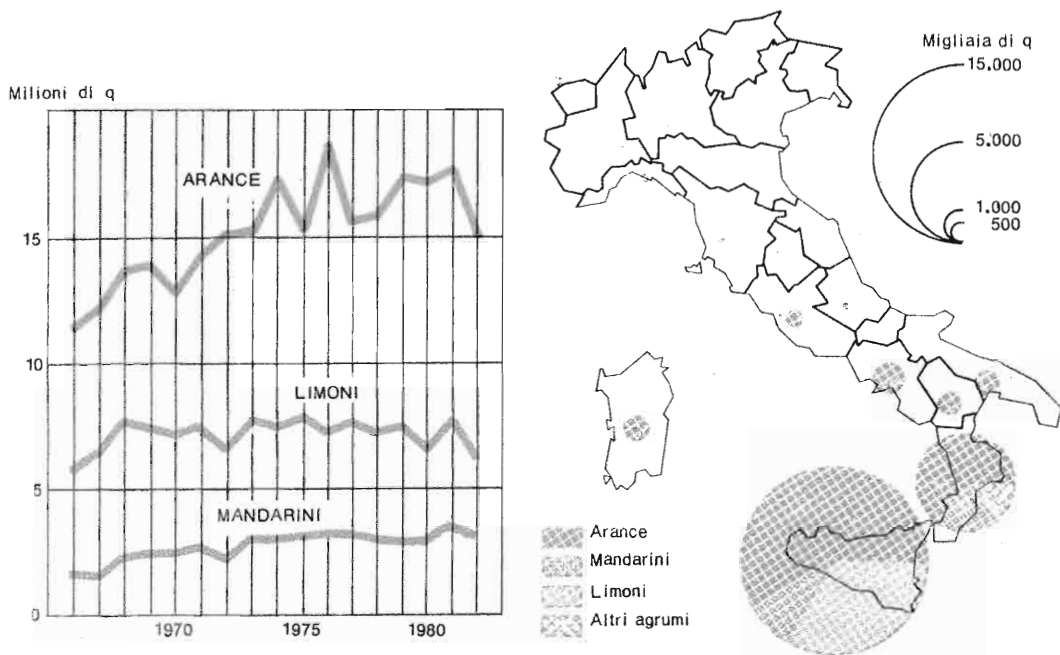 Milioni di q
ARANCE
15
10
LIMONI
5
MANDARINI
0
1970
1975
1980
Migliaia di q
15.000
5.000
1.000
500
Arance
Mandarini
Limoni
Altri agrumi